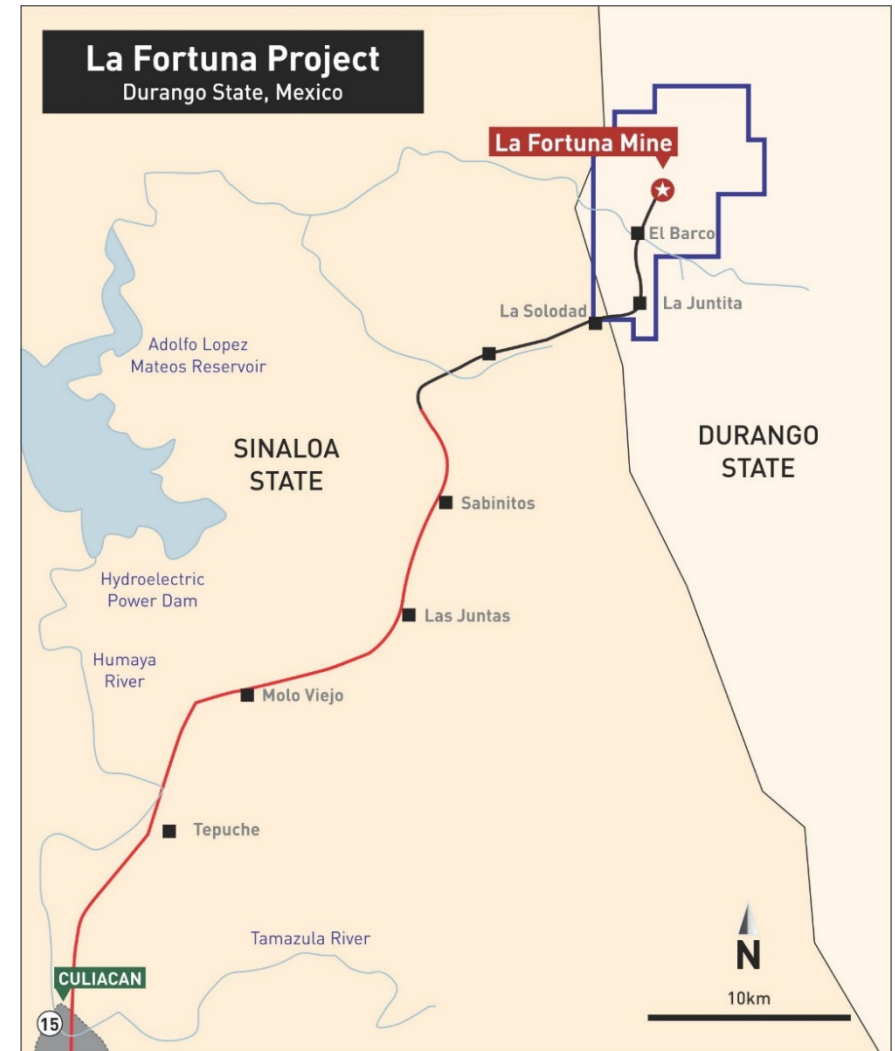 La Fortuna Project
Durango State, Mexico
La Fortuna Mine
El Barco
La Juntita
La Solodad
Adolfo Lopez
Mateos Reservoir
SINALOA
STATE
DURANGO
STATE
Sabinitos
Hydroelectric
Power Dam
Las Juntas
Humaya
River
Molo Viejo
Tepuche
Tamazula River
N
CULIACAN
10km
15